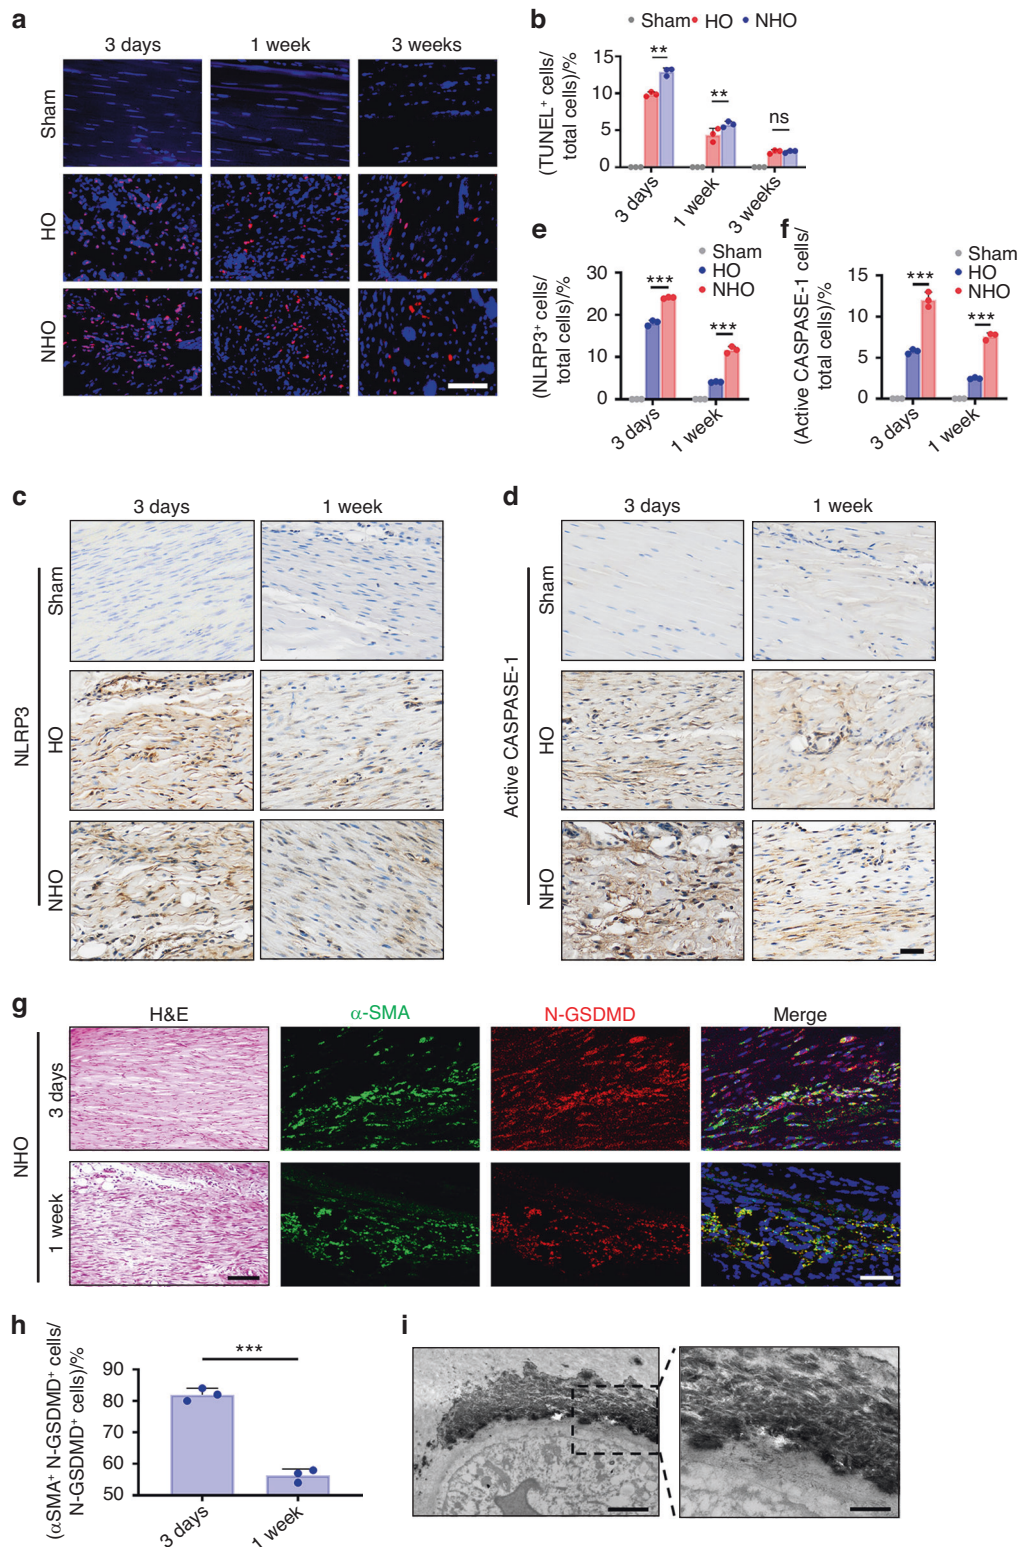 a
3 days
1 week
3 weeks
Sham
HO
NHO
b
Sham
HO
NHO
(TUNEL⁺ cells/
total cells)/%
15
10
5
0
**
**
ns
3 days
1 week
3 weeks
e
Sham
HO
NHO
(NLRP3⁺ cells/
total cells)/%
30
20
10
0
***
***
3 days
1 week
f
Sham
HO
NHO
(Active CASPASE-1 cells/
total cells)/%
15
10
5
0
***
***
3 days
1 week
c
3 days
1 week
NLRP3
Sham
HO
NHO
d
3 days
1 week
Active CASPASE-1
Sham
HO
NHO
g
H&E
α-SMA
N-GSDMD
Merge
NHO
3 days
1 week
h
(αSMA⁺ N-GSDMD⁺ cells/
N-GSDMD⁺ cells)/%
90
80
70
60
50
***
3 days
1 week
i